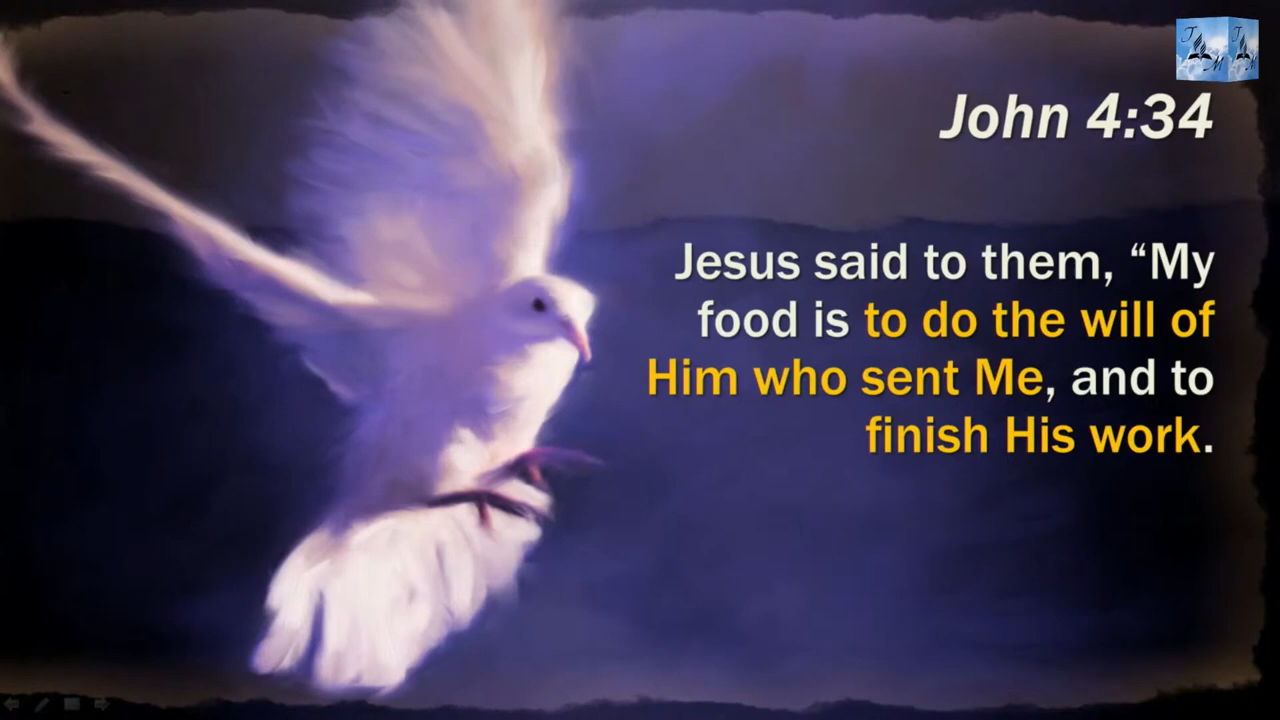 J M J M
John 4:34
Jesus said to them, “My
food is to do the will of
Him who sent Me, and to
finish His work.